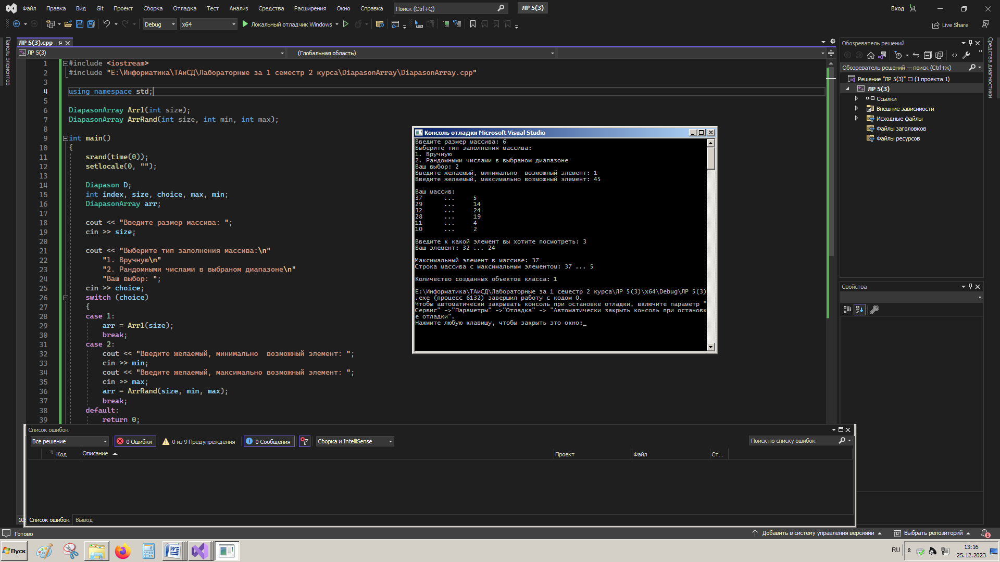 Файл Правка Вид Git Проект Сборка Отладка Тест Анализ Средства Расширения Окно Справка Поиск (Ctrl+Q) ЛР 5(3) Вход
Debug x64 Локальный отладчик Windows Live Share
Панель элементов
ЛР 5(3).cpp
ЛР 5(3) (Глобальная область)
1 #include <iostream>
2 #include "E:\Информатика\ТАиСД\Лабораторные за 1 семестр 2 курса\DiapasonArray\DiapasonArray.cpp"
3
4 using namespace std;
5
6 DiapasonArray Arr1(int size);
7 DiapasonArray ArrRand(int size, int min, int max);
8
9 int main()
10 {
11 srand(time(0));
12 setlocale(0, "");
13
14 Diapason D;
15 int index, size, choice, max, min;
16 DiapasonArray arr;
17
18 cout << "Введите размер массива: ";
19 cin >> size;
20
21 cout << "Выберите тип заполнения массива:\n"
22 "1. Вручную\n"
23 "2. Рандомными числами в выбраном диапазоне\n"
24 "Ваш выбор: ";
25 cin >> choice;
26 switch (choice)
27 {
28 case 1:
29 arr = Arr1(size);
30 break;
31 case 2:
32 cout << "Введите желаемый, минимально  возможный элемент: ";
33 cin >> min;
34 cout << "Введите желаемый, максимально возможный элемент: ";
35 cin >> max;
36 arr = ArrRand(size, min, max);
37 break;
38 default:
39 return 0;
Консоль отладки Microsoft Visual Studio
Введите размер массива: 6
Выберите тип заполнения массива:
1. Вручную
2. Рандомными числами в выбраном диапазоне
Ваш выбор: 2
Введите желаемый, минимально  возможный элемент: 1
Введите желаемый, максимально возможный элемент: 45
Ваш массив:
37 ... 5
29 ... 14
32 ... 24
28 ... 19
11 ... 4
10 ... 2
Введите к какой элемент вы хотите посмотреть: 3
Ваш элемент: 32 ... 24
Максимальный элемент в массиве: 37
Строка массива с максимальным элементом: 37 ... 5
Количество созданных объектов класса: 1
E:\Информатика\ТАиСД\Лабораторные за 1 семестр 2 курса\ЛР 5(3)\x64\Debug\ЛР 5(3)
.exe (процесс 6132) завершил работу с кодом 0.
Чтобы автоматически закрывать консоль при остановке отладки, включите параметр "
Сервис" ->"Параметры" ->"Отладка" -> "Автоматически закрыть консоль при остановк
е отладки".
Нажмите любую клавишу, чтобы закрыть это окно:
Обозреватель решений
Обозреватель решений — поиск (Ctrl+ж)
Решение "ЛР 5(3)" (1 проекта 1)
ЛР 5(3)
Ссылки
Внешние зависимости
Исходные файлы
Файлы заголовков
Файлы ресурсов
Средства диагностики
Свойства
Список ошибок
Все решение 0 Ошибки 0 из 9 Предупреждения 0 Сообщения Сборка и IntelliSense Поиск по списку ошибок
Код Описание Проект Файл Ст...
Список ошибок Вывод
Готово Добавить в систему управления версиями Выбрать репозиторий 1
Пуск RU 13:16
25.12.2023